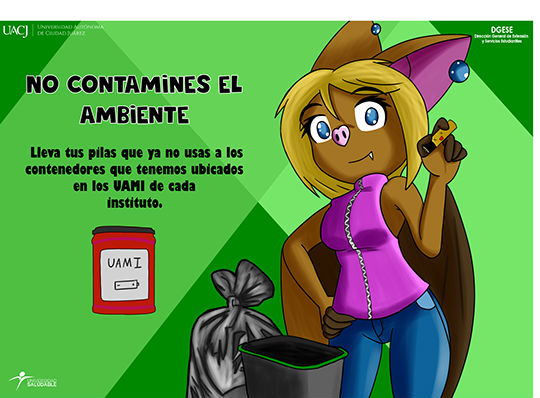 UACJ
UNIVERSIDAD AUTÓNOMA
DE CIUDAD JUÁREZ
DGESE
Dirección General de Extensión
y Servicios Estudiantiles
NO CONTAMINES EL
AMBIENTE
Lleva tus pilas que ya no usas a los
contenedores que tenemos ubicados
en los UAMI de cada
instituto.
UAMI
SALUDABLE